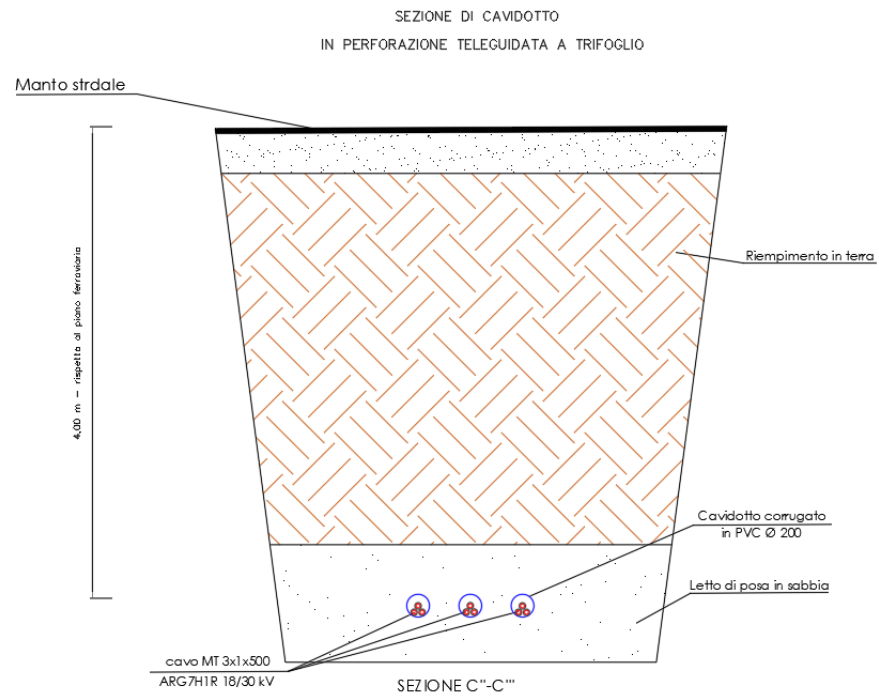 SEZIONE DI CAVIDOTTO
IN PERFORAZIONE TELEGUIDATA A TRIFOGLIO
Manto strdale
Riempimento in terra
4,00 m – rispetta al piano ferroviaria
Cavidotto corrugato
in PVC Ø 200
Letto di posa in sabbia
cavo MT 3x1x500
ARG7H1R 18/30 kV
SEZIONE C"-C'"